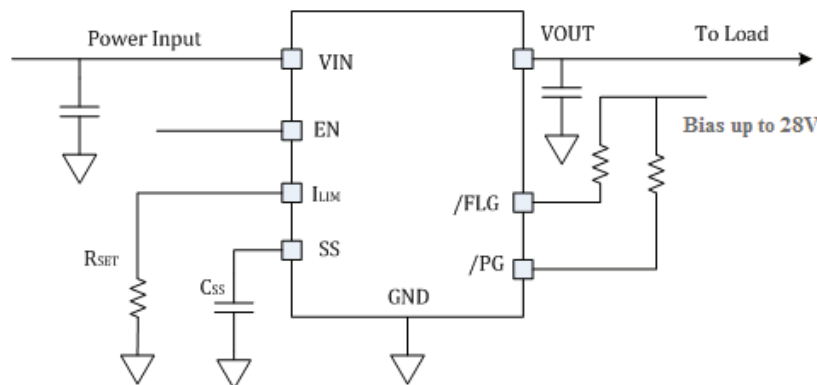 Power Input
VOUT
To Load
VIN
Bias up to 28V
EN
ILIM
/FLG
RSET
SS
/PG
CSS
GND